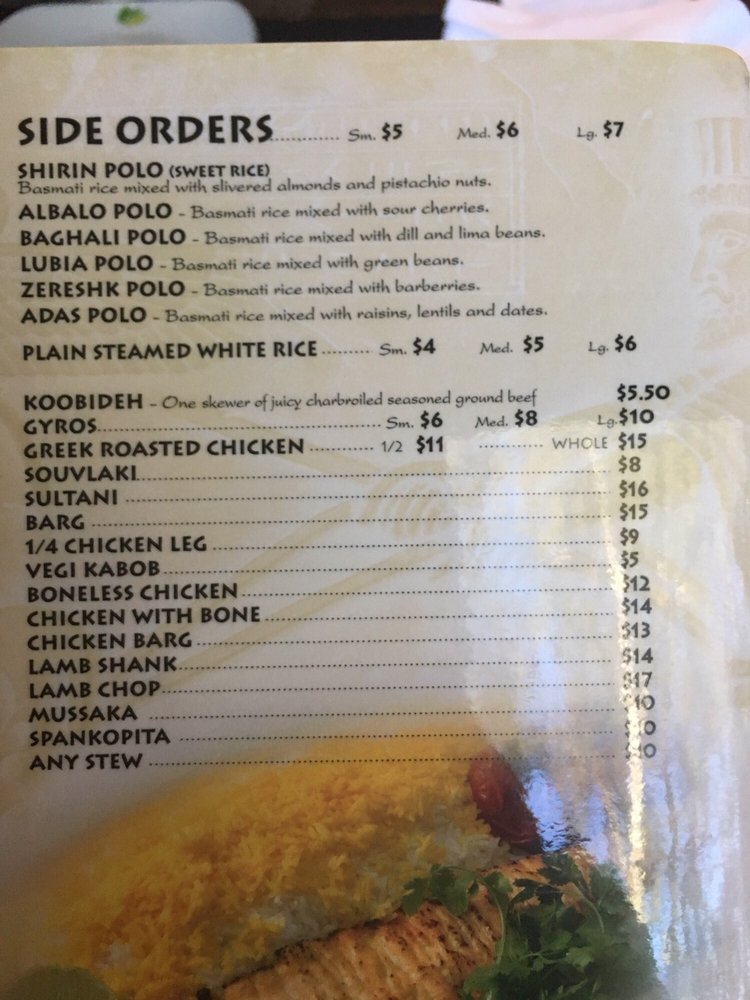 SIDE ORDERS............ Sm. $5 Med. $6 Lg. $7
SHIRIN POLO (SWEET RICE)
Basmati rice mixed with slivered almonds and pistachio nuts.
ALBALO POLO - Basmati rice mixed with sour cherries.
BAGHALI POLO - Basmati rice mixed with dill and lima beans.
LUBIA POLO - Basmati rice mixed with green beans.
ZERESHK POLO - Basmati rice mixed with barberries.
ADAS POLO - Basmati rice mixed with raisins, lentils and dates.
PLAIN STEAMED WHITE RICE .......... Sm. $4 Med. $5 Lg. $6
KOOBIDEH - One skewer of juicy charbroiled seasoned ground beef $5.50
GYROS.......... Sm. $6 Med. $8 Lg. $10
GREEK ROASTED CHICKEN .......... 1/2 $11 .......... WHOLE $15
SOUVLAKI.......... $8
SULTANI .......... $16
BARG .......... $15
1/4 CHICKEN LEG .......... $9
VEGI KABOB.......... $5
BONELESS CHICKEN .......... $12
CHICKEN WITH BONE .......... $14
CHICKEN BARG .......... $13
LAMB SHANK.......... $14
LAMB CHOP.......... $17
MUSSAKA .......... $10
SPANKOPITA .......... $10
ANY STEW .......... $10